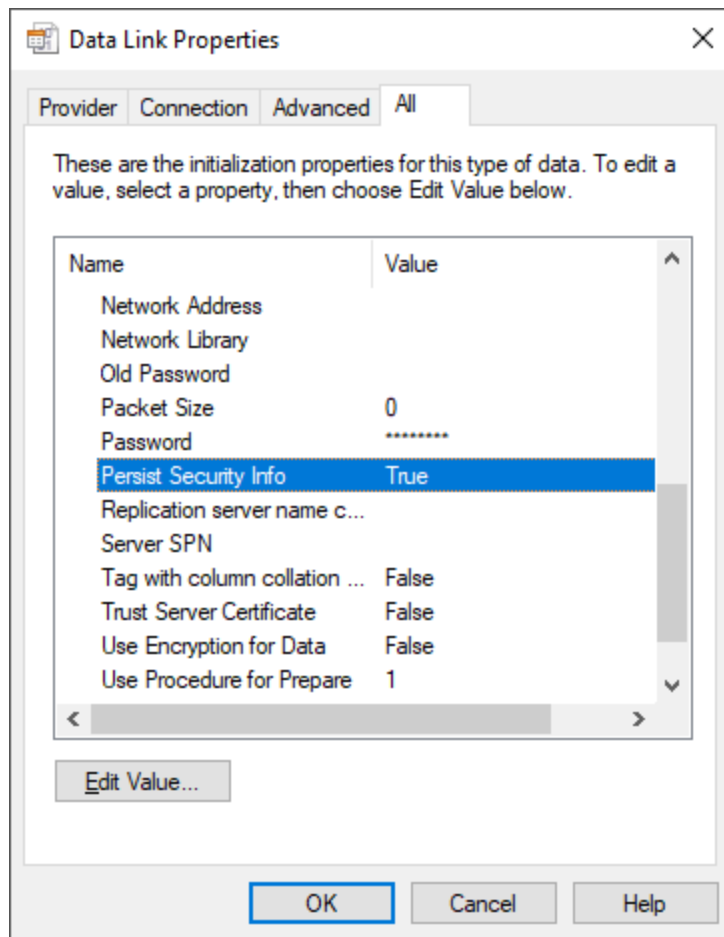 Data Link Properties
Provider Connection Advanced All
These are the initialization properties for this type of data. To edit a
value, select a property, then choose Edit Value below.
Name Value
Network Address
Network Library
Old Password
Packet Size 0
Password ********
Persist Security Info True
Replication server name c...
Server SPN
Tag with column collation ... False
Trust Server Certificate False
Use Encryption for Data False
Use Procedure for Prepare 1
Edit Value...
OK Cancel Help